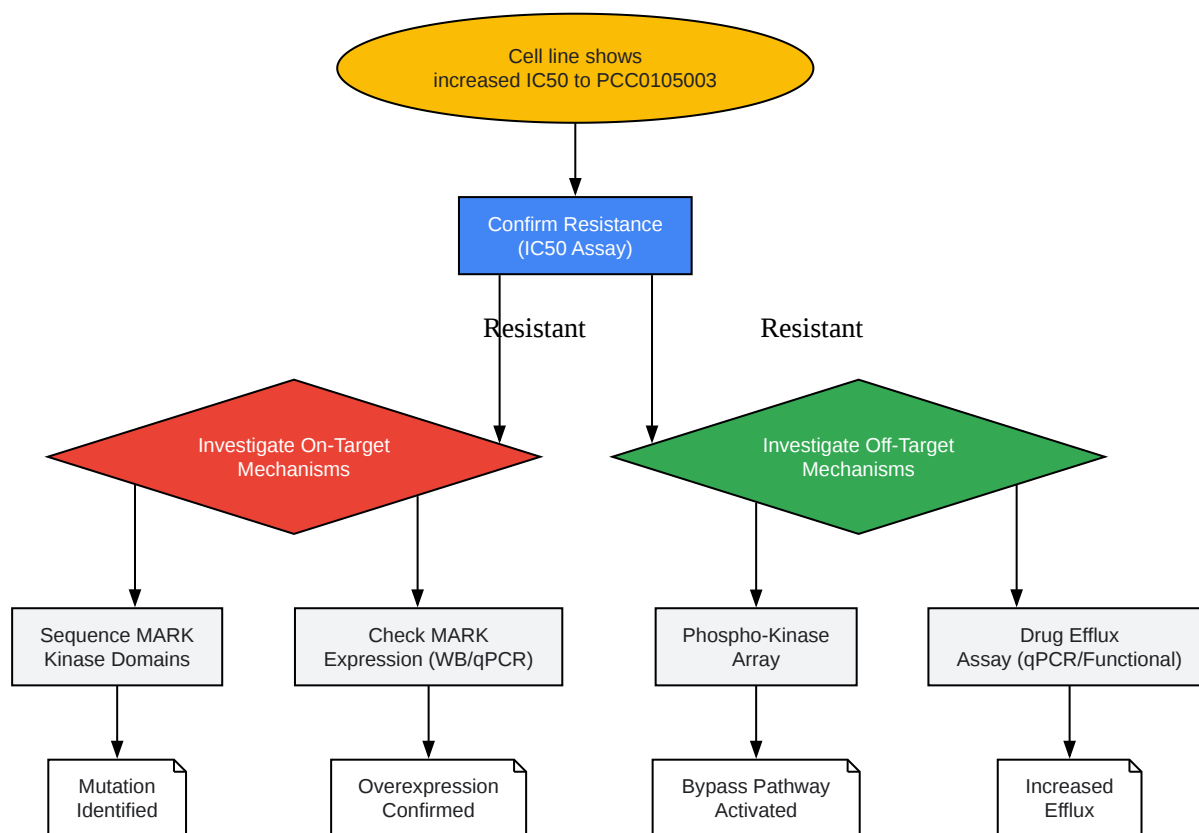 Cell line shows
increased IC50 to PCC0105003
Confirm Resistance
(IC50 Assay)
Resistant
Resistant
Investigate On-Target
Mechanisms
Investigate Off-Target
Mechanisms
Sequence MARK
Kinase Domains
Check MARK
Expression (WB/qPCR)
Phospho-Kinase
Array
Drug Efflux
Assay (qPCR/Functional)
Mutation
Identified
Overexpression
Confirmed
Bypass Pathway
Activated
Increased
Efflux